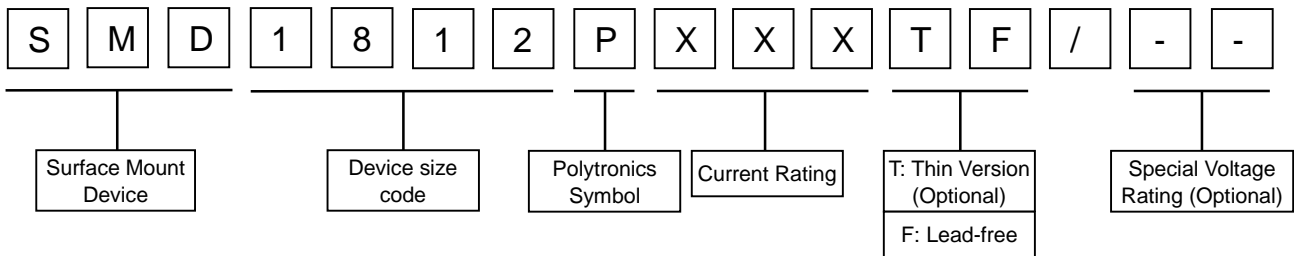 S M D 1 8 1 2 P X X X T F / - -
Surface Mount
Device
Device size
code
Polytronics
Symbol
Current Rating
T: Thin Version
(Optional)
F: Lead-free
Special Voltage
Rating (Optional)